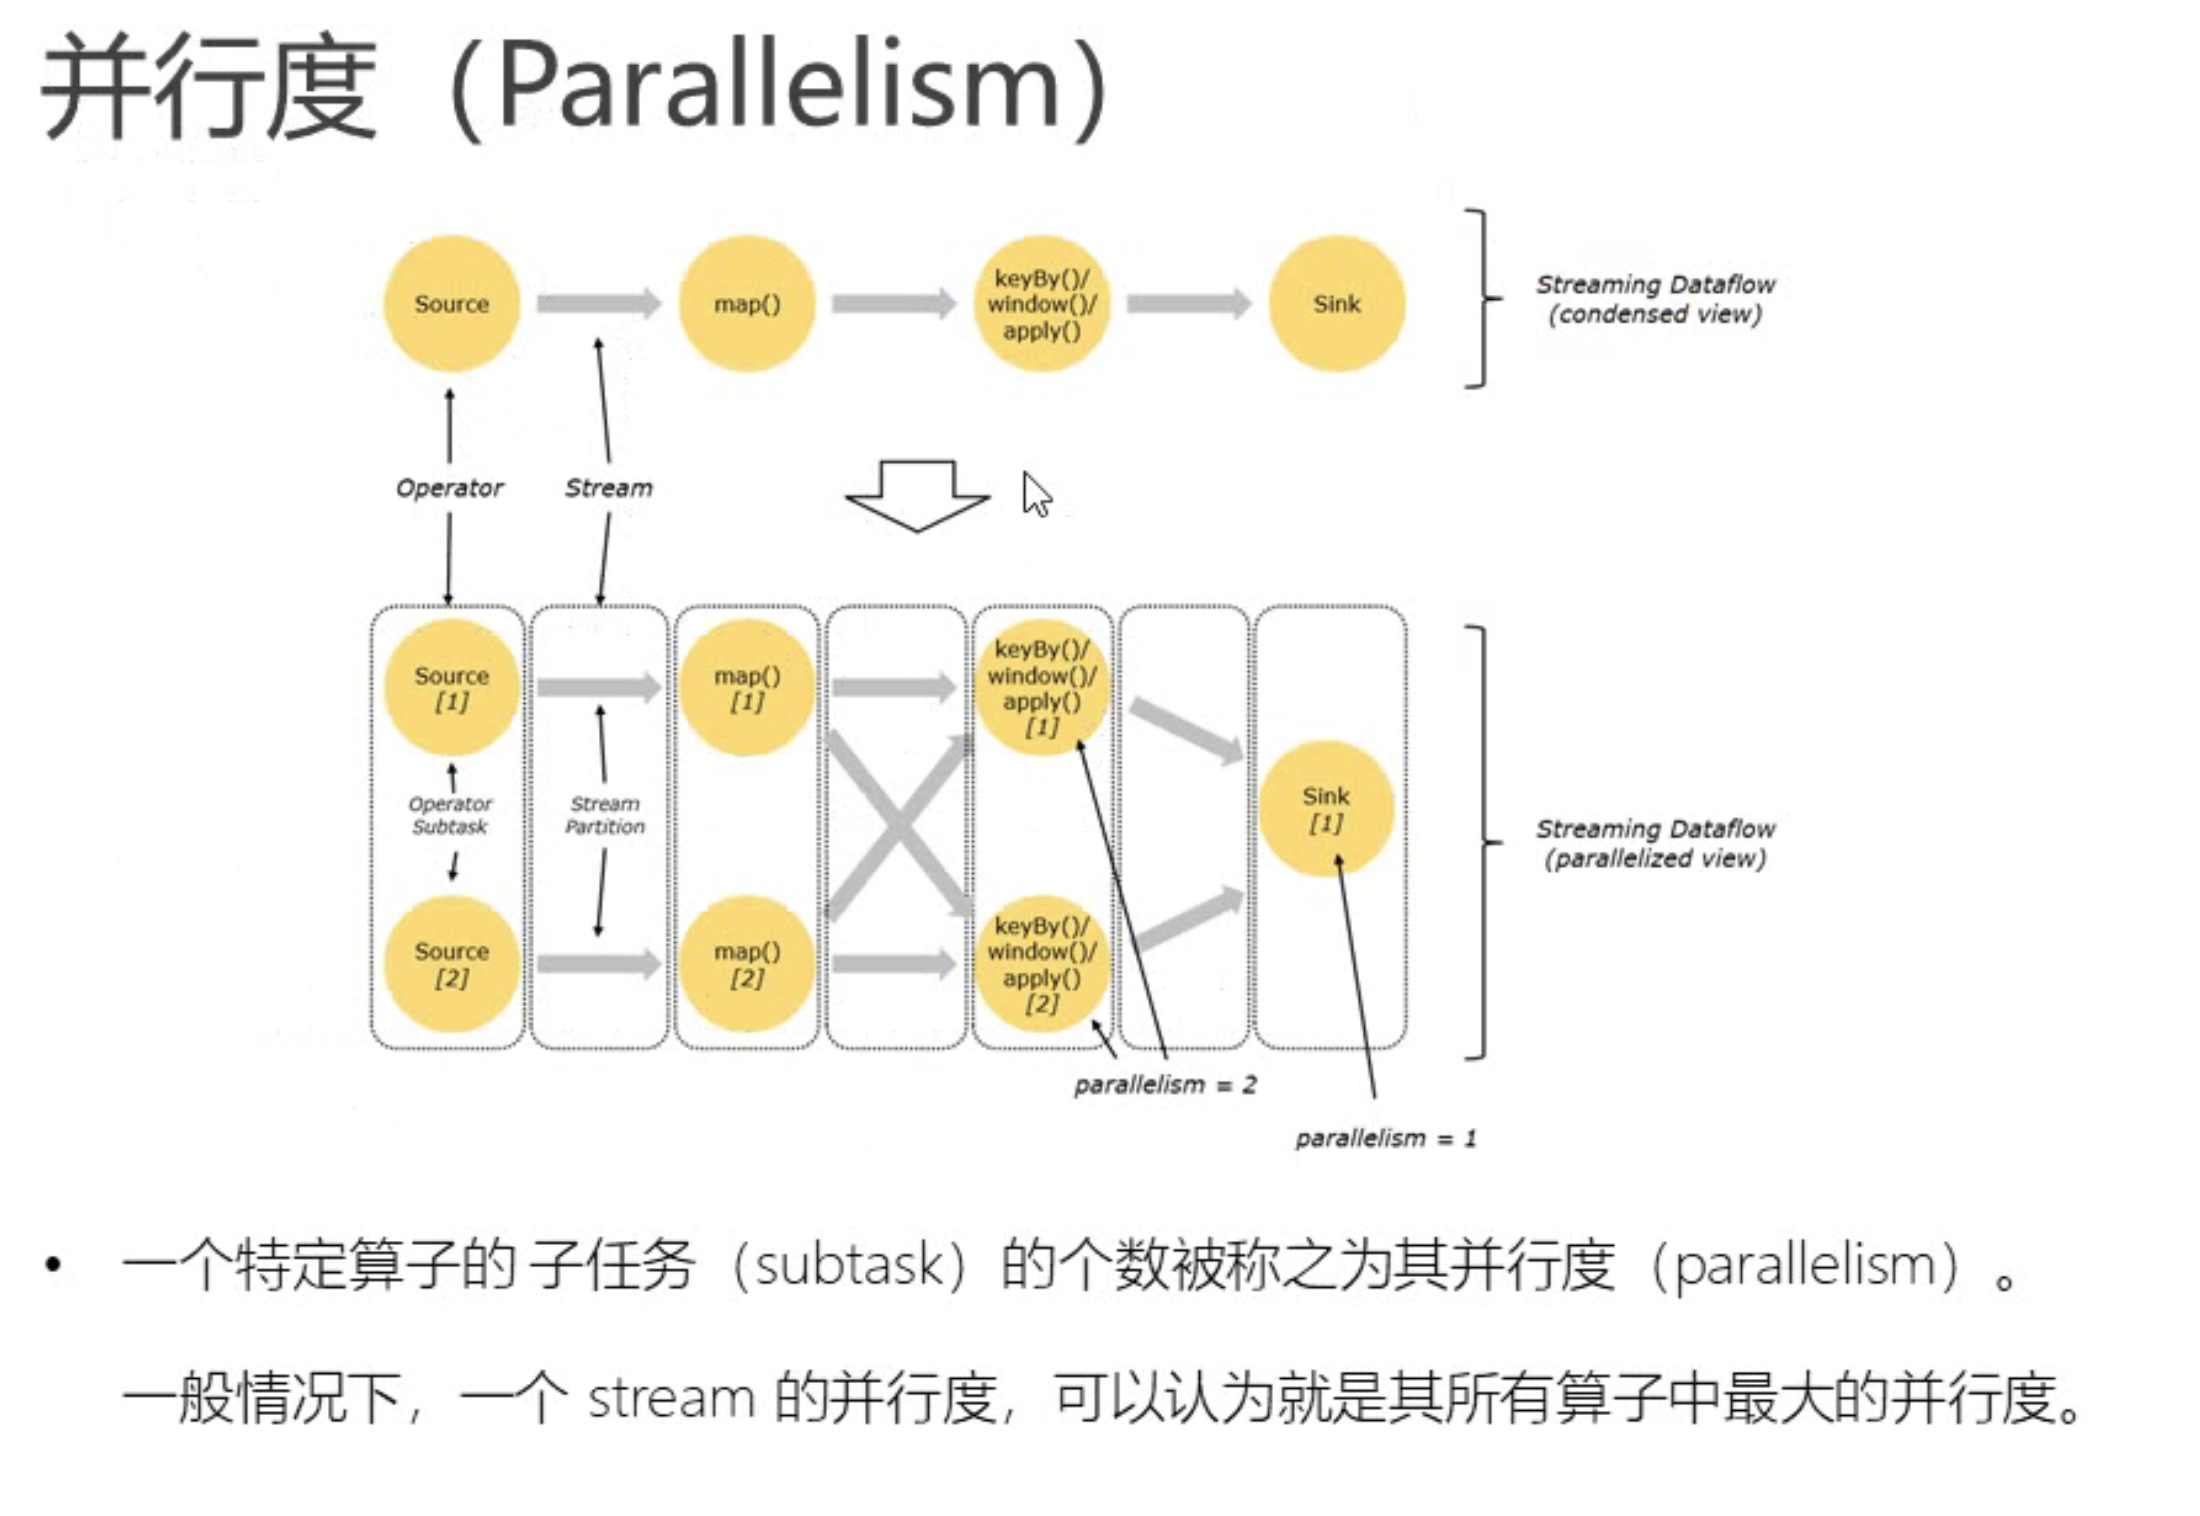 并行度（Parallelism）
Source
map()
keyBy()/
window()/
apply()
Sink
Streaming Dataflow
(condensed view)
Operator
Stream
Source
[1]
map()
[1]
keyBy()/
window()/
apply()
[1]
Operator
Subtask
Stream
Partition
Sink
[1]
Streaming Dataflow
(parallelized view)
Source
[2]
map()
[2]
keyBy()/
window()/
apply()
[2]
parallelism = 2
parallelism = 1
• 一个特定算子的 子任务（subtask）的个数被称之为其并行度（parallelism）。
一般情况下，一个 stream 的并行度，可以认为就是其所有算子中最大的并行度。